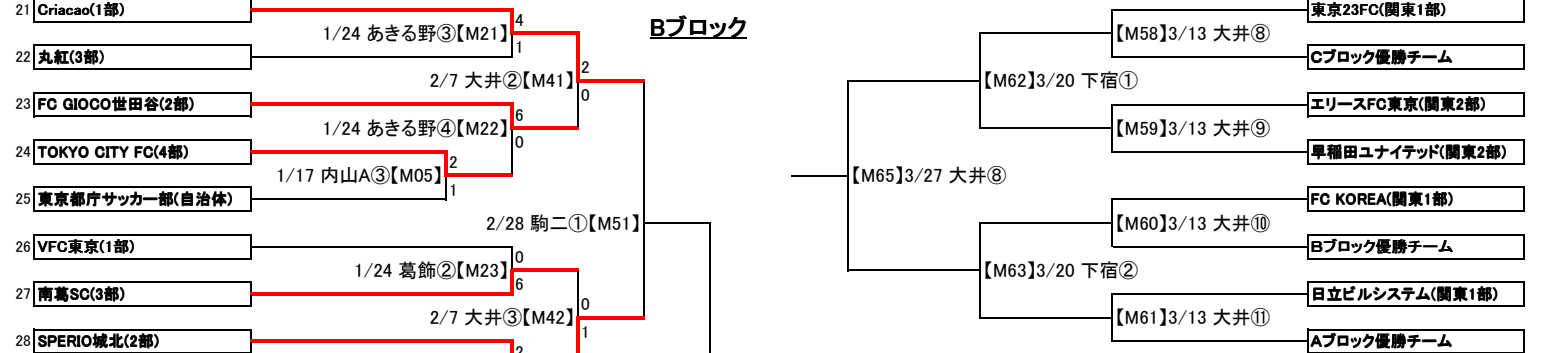 Bブロック
21 Criacao(1部)
4
1/24 あきる野③【M21】
1
22 丸紅(3部)
2
2/7 大井②【M41】
0
23 FC GIOCO世田谷(2部)
6
1/24 あきる野④【M22】
0
24 TOKYO CITY FC(4部)
2
1/17 内山A③【M05】
1
25 東京都庁サッカー部(自治体)
2/28 駒二①【M51】
26 VFC東京(1部)
0
1/24 葛飾②【M23】
6
27 南葛SC(3部)
0
2/7 大井③【M42】
1
28 SPERIO城北(2部)
2
東京23FC(関東1部)
【M58】3/13 大井⑧
Cブロック優勝チーム
【M62】3/20 下宿①
エリースFC東京(関東2部)
【M59】3/13 大井⑨
早稲田ユナイテッド(関東2部)
【M65】3/27 大井⑧
FC KOREA(関東1部)
【M60】3/13 大井⑩
Bブロック優勝チーム
【M63】3/20 下宿②
日立ビルシステム(関東1部)
【M61】3/13 大井⑪
Aブロック優勝チーム